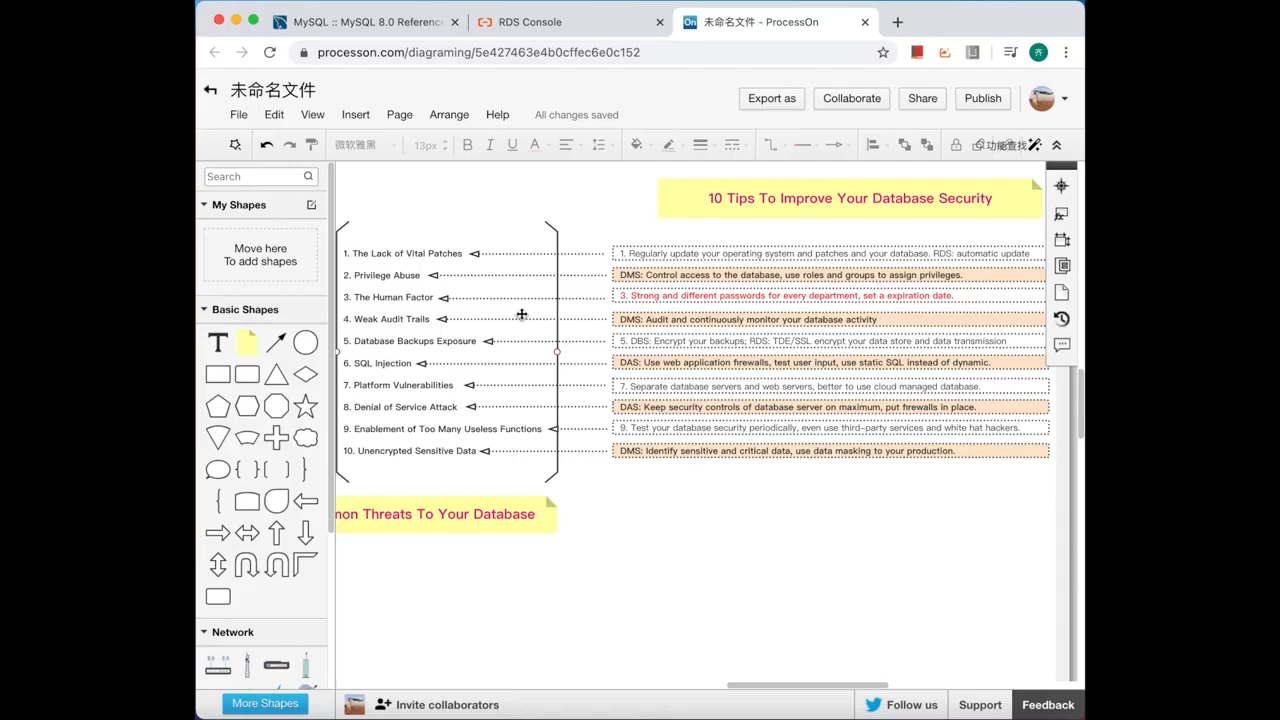 MySQL :: MySQL 8.0 Referenc
RDS Console
On
未命名文件 - ProcessOn
processon.com/diagraming/5e427463e4b0cffec6e0c152
齐
未命名文件
File Edit View Insert Page Arrange Help All changes saved
Export as
Collaborate
Share
Publish
微软雅黑
13px
B I U A
功能查找
Search
My Shapes
Move here
To add shapes
Basic Shapes
T
Network
More Shapes
10 Tips To Improve Your Database Security
1. The Lack of Vital Patches
1. Regularly update your operating system and patches and your database. RDS: automatic update
2. Privilege Abuse
DMS: Control access to the database, use roles and groups to assign privileges.
3. The Human Factor
3. Strong and different passwords for every department, set a expiration date.
4. Weak Audit Trails
DMS: Audit and continuously monitor your database activity
5. Database Backups Exposure
5. DBS: Encrypt your backups; RDS: TDE/SSL encrypt your data store and data transmission
6. SQL Injection
DAS: Use web application firewalls, test user input, use static SQL instead of dynamic.
7. Platform Vulnerabilities
7. Separate database servers and web servers, better to use cloud managed database.
8. Denial of Service Attack
DAS: Keep security controls of database server on maximum, put firewalls in place.
9. Enablement of Too Many Useless Functions
9. Test your database security periodically, even use third-party services and white hat hackers.
10. Unencrypted Sensitive Data
DMS: Identify sensitive and critical data, use data masking to your production.
mon Threats To Your Database
Invite collaborators
Follow us
Support
Feedback